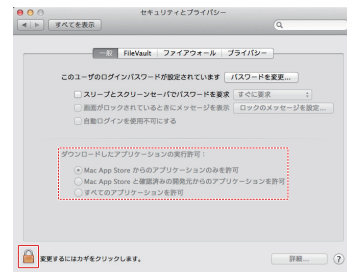 セキュリティとプライバシー
すべてを表示
一般 FileVault ファイアウォール プライバシー
このユーザのログインパスワードが設定されています パスワードを変更...
スリープとスクリーンセーバでパスワードを要求 すぐに要求
画面がロックされているときにメッセージを表示 ロックのメッセージを設定...
自動ログインを使用不可にする
ダウンロードしたアプリケーションの実行許可：
Mac App Store からのアプリケーションのみを許可
Mac App Store と確認済みの開発元からのアプリケーションを許可
すべてのアプリケーションを許可
変更するにはカギをクリックします。 詳細... ?